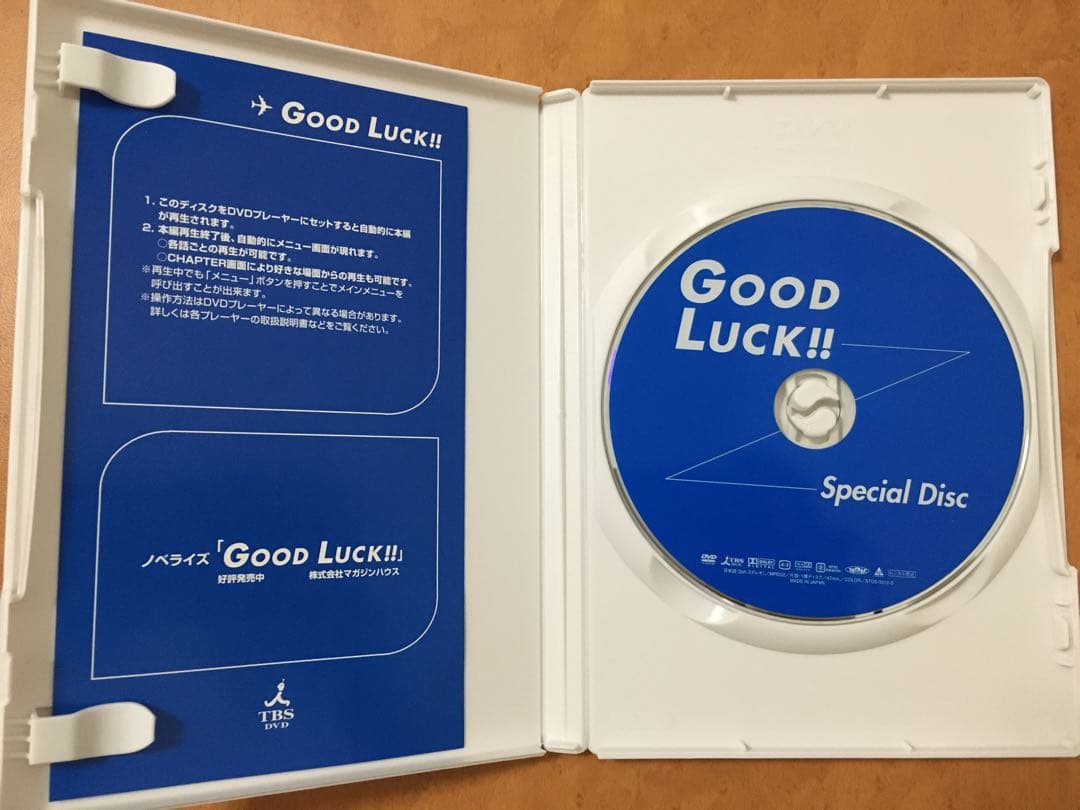 GOOD LUCK!!
1. このディスクをDVDプレーヤーにセットすると自動的に本編
が再生されます。
2. 本編再生終了後、自動的にメニュー画面が現れます。
○各話ごとの再生が可能です。
○CHAPTER画面により好きな場面からの再生も可能です。
※再生中でも「メニュー」ボタンを押すことでメインメニューを
呼び出すことが出来ます。
※操作方法はDVDプレーヤーによって異なる場合があります。
詳しくは各プレーヤーの取扱説明書などをご覧ください。
ノベライズ「GOOD LUCK!!」
好評発売中 株式会社マガジンハウス
TBS
DVD
GOOD
LUCK!!
Special Disc
DVD TBS
MADE IN JAPAN